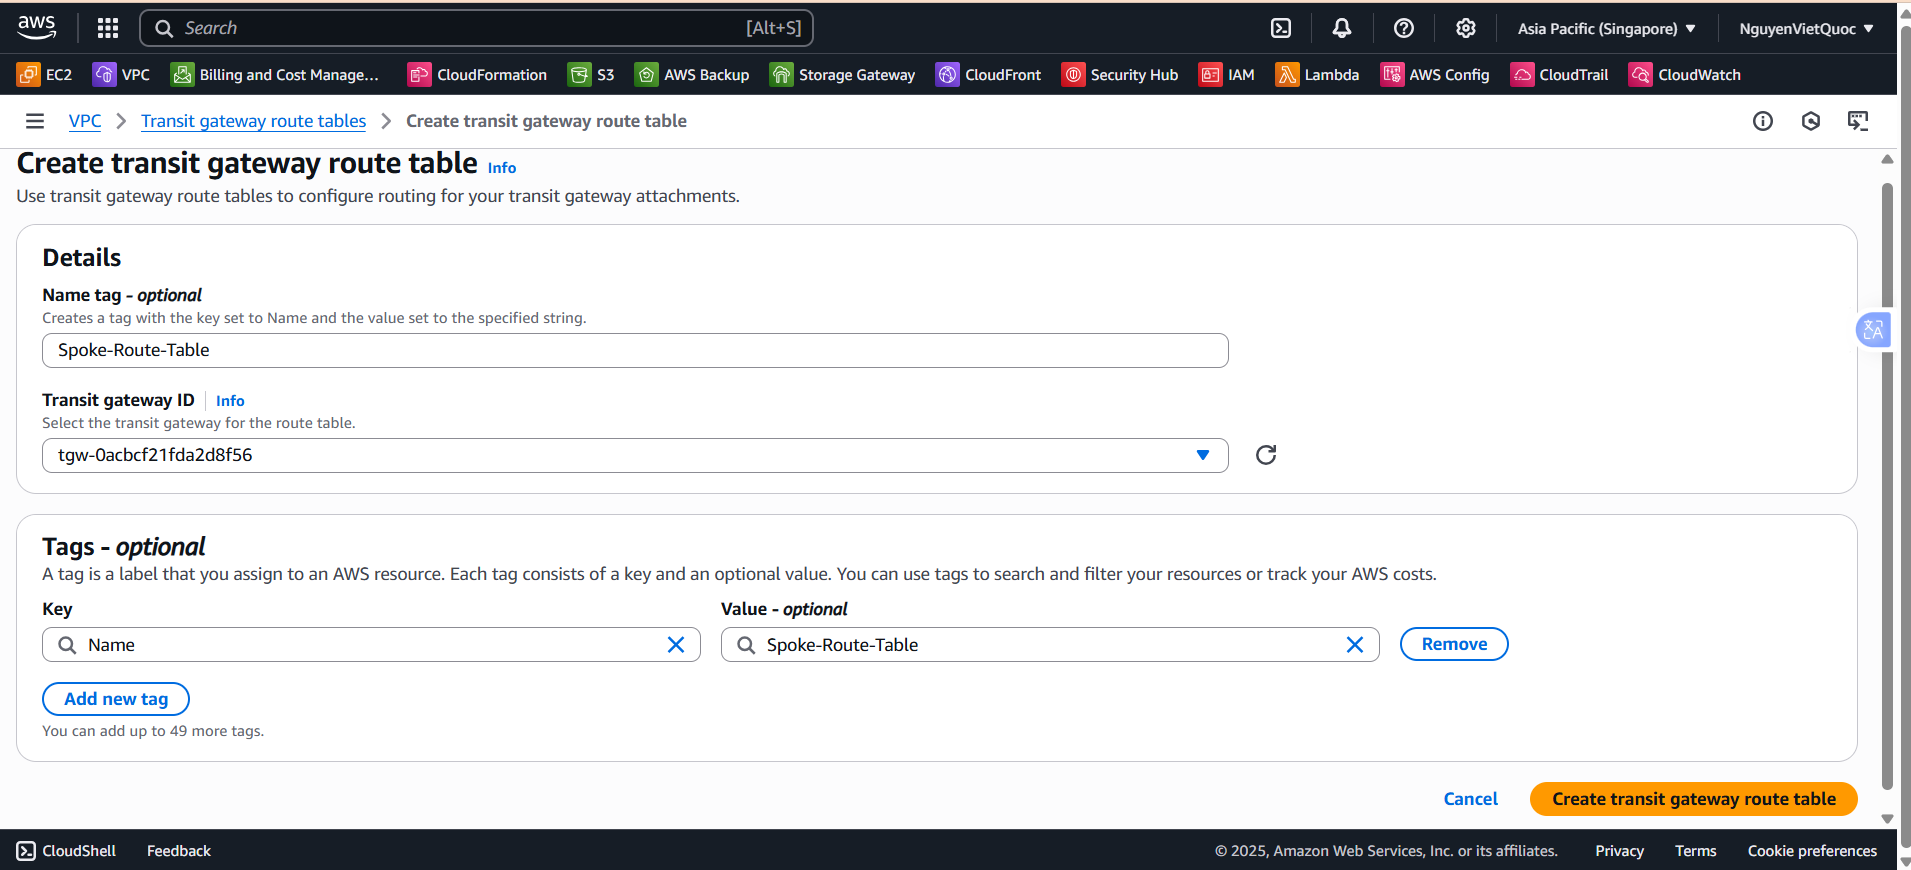 aws
Search
[Alt+S]
Asia Pacific (Singapore)
NguyenVietQuoc
EC2
VPC
Billing and Cost Manage...
CloudFormation
S3
AWS Backup
Storage Gateway
CloudFront
Security Hub
IAM
Lambda
AWS Config
CloudTrail
CloudWatch
VPC
Transit gateway route tables
Create transit gateway route table
Create transit gateway route table Info
Use transit gateway route tables to configure routing for your transit gateway attachments.
Details
Name tag - optional
Creates a tag with the key set to Name and the value set to the specified string.
Spoke-Route-Table
Transit gateway ID Info
Select the transit gateway for the route table.
tgw-0acbcf21fda2d8f56
Tags - optional
A tag is a label that you assign to an AWS resource. Each tag consists of a key and an optional value. You can use tags to search and filter your resources or track your AWS costs.
Key
Value - optional
Name
Spoke-Route-Table
Remove
Add new tag
You can add up to 49 more tags.
Cancel
Create transit gateway route table
CloudShell
Feedback
© 2025, Amazon Web Services, Inc. or its affiliates.
Privacy
Terms
Cookie preferences